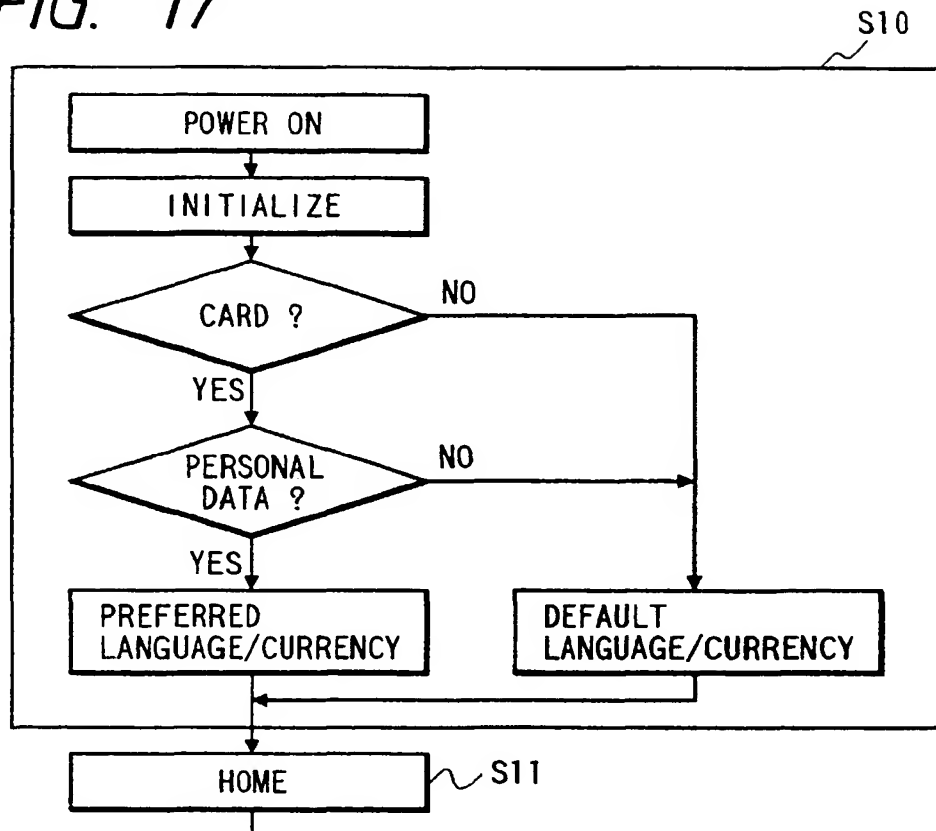 FIG. 17
S10
POWER ON
INITIALIZE
CARD ?
NO
YES
PERSONAL
DATA ?
NO
YES
PREFERRED
LANGUAGE/CURRENCY
DEFAULT
LANGUAGE/CURRENCY
HOME
S11